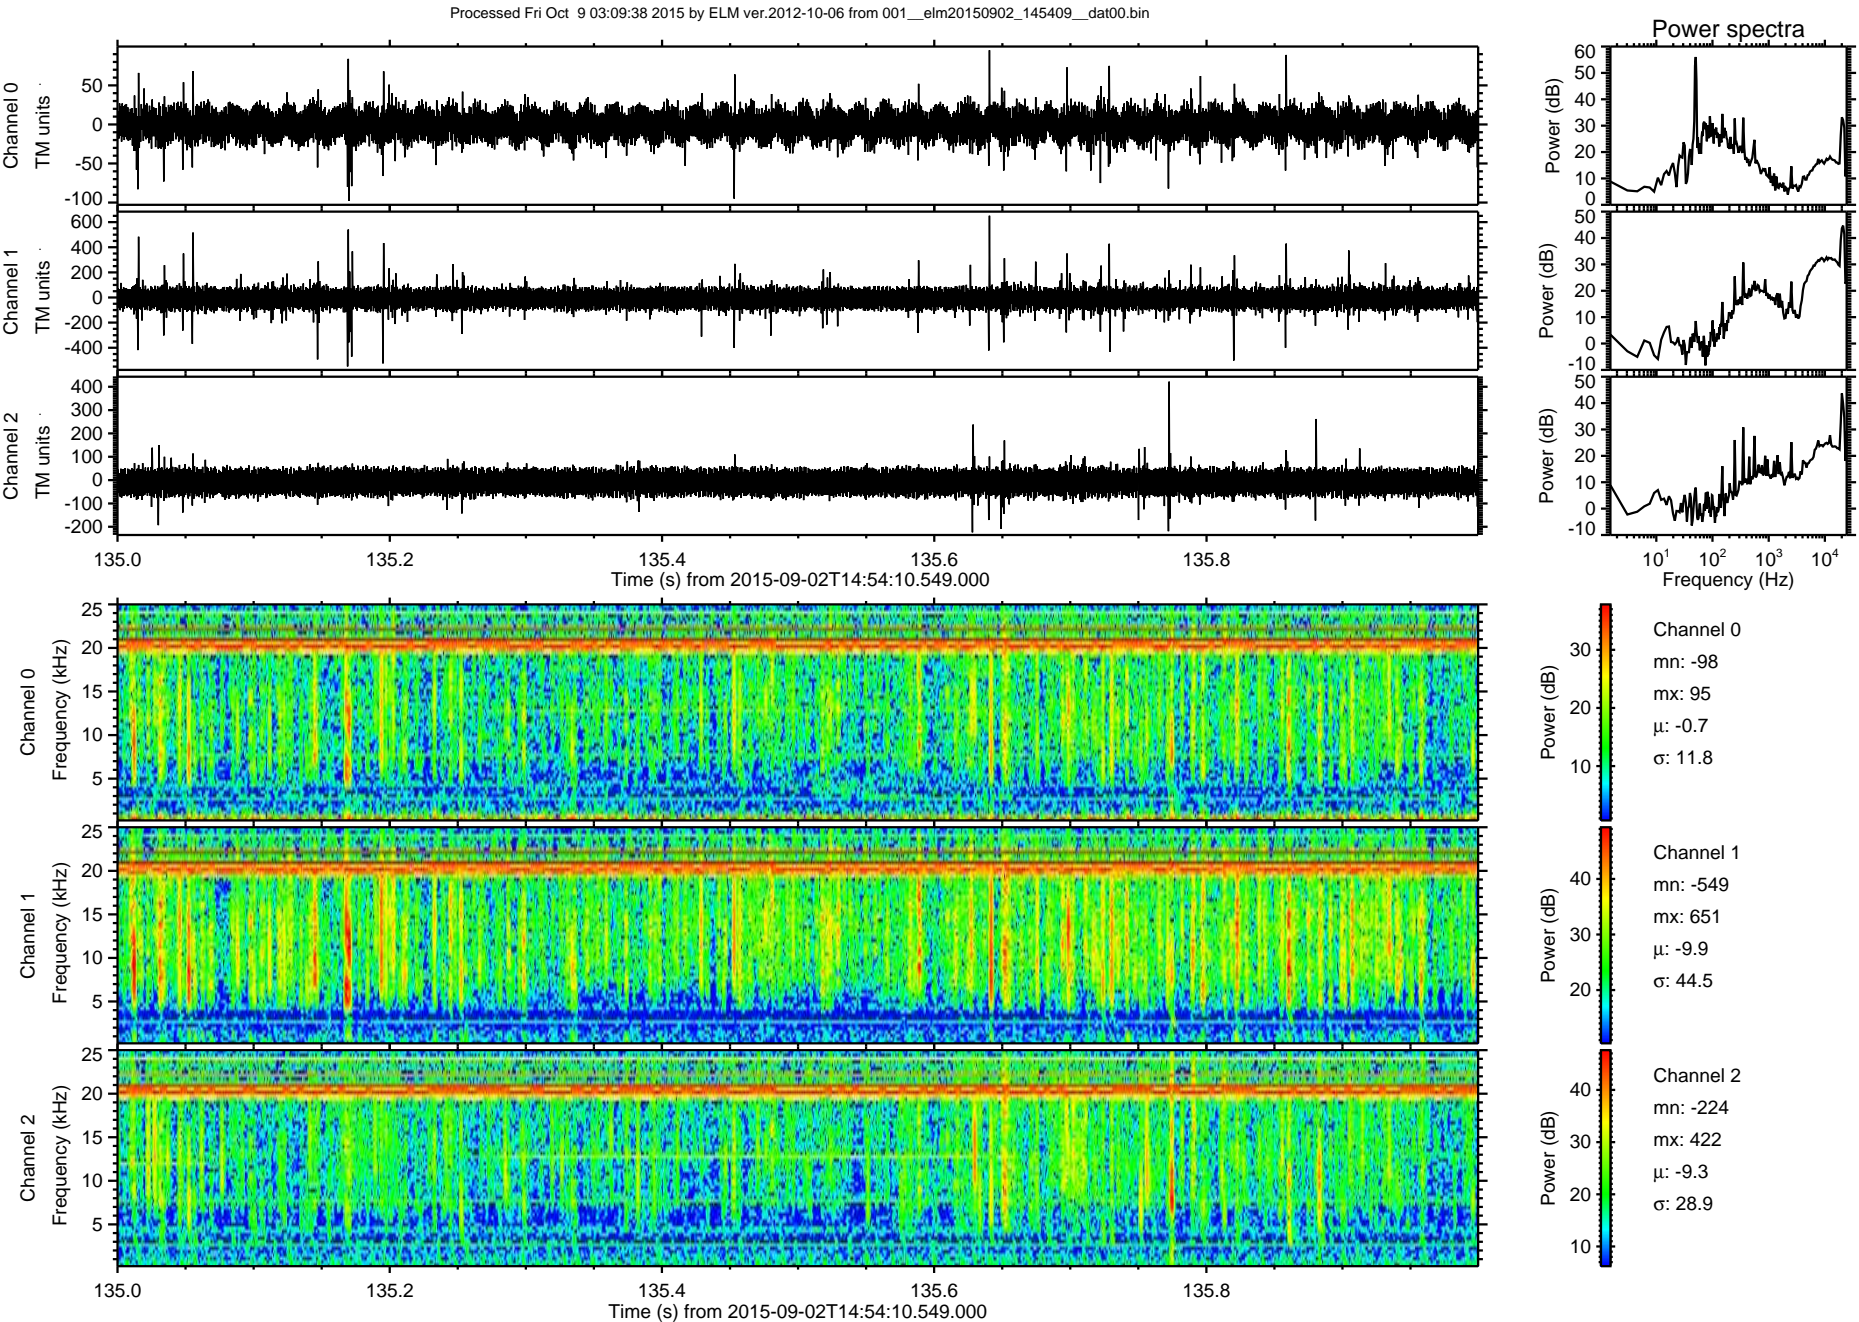 Processed Fri Oct  9 03:09:38 2015 by ELM ver.2012-10-06 from 001__elm20150902_145409__dat00.bin
Power spectra
Channel 0
TM units
50
0
-50
-100
Power (dB)
60
50
40
30
20
10
0
Channel 1
TM units
600
400
200
0
-200
-400
Power (dB)
50
40
30
20
10
0
-10
Channel 2
TM units
400
300
200
100
0
-100
-200
Power (dB)
50
40
30
20
10
0
-10
135.0 135.2 135.4 135.6 135.8
Time (s) from 2015-09-02T14:54:10.549.000
10^1 10^2 10^3 10^4
Frequency (Hz)
Channel 0
Frequency (kHz)
25
20
15
10
5
Power (dB)
30
20
10
Channel 0
mn: -98
mx: 95
μ: -0.7
σ: 11.8
Channel 1
Frequency (kHz)
25
20
15
10
5
Power (dB)
40
30
20
Channel 1
mn: -549
mx: 651
μ: -9.9
σ: 44.5
Channel 2
Frequency (kHz)
25
20
15
10
5
Power (dB)
40
30
20
10
Channel 2
mn: -224
mx: 422
μ: -9.3
σ: 28.9
135.0 135.2 135.4 135.6 135.8
Time (s) from 2015-09-02T14:54:10.549.000